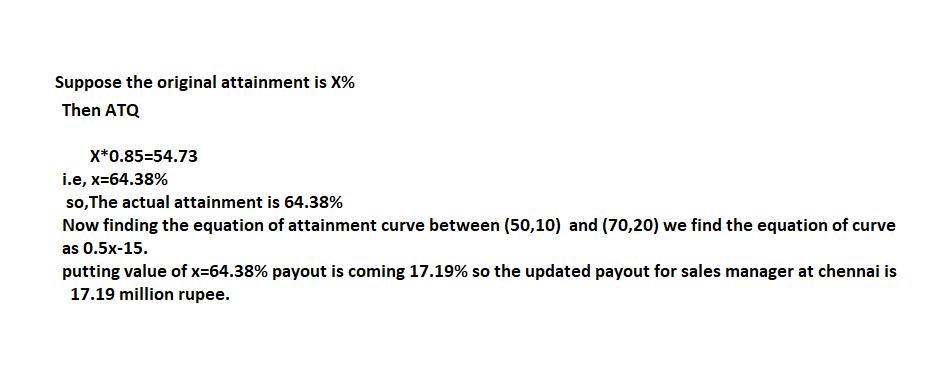 Suppose the original attainment is X%
Then ATQ
X*0.85=54.73
i.e, x=64.38%
so,The actual attainment is 64.38%
Now finding the equation of attainment curve between (50,10) and (70,20) we find the equation of curve
as 0.5x-15.
putting value of x=64.38% payout is coming 17.19% so the updated payout for sales manager at chennai is
17.19 million rupee.